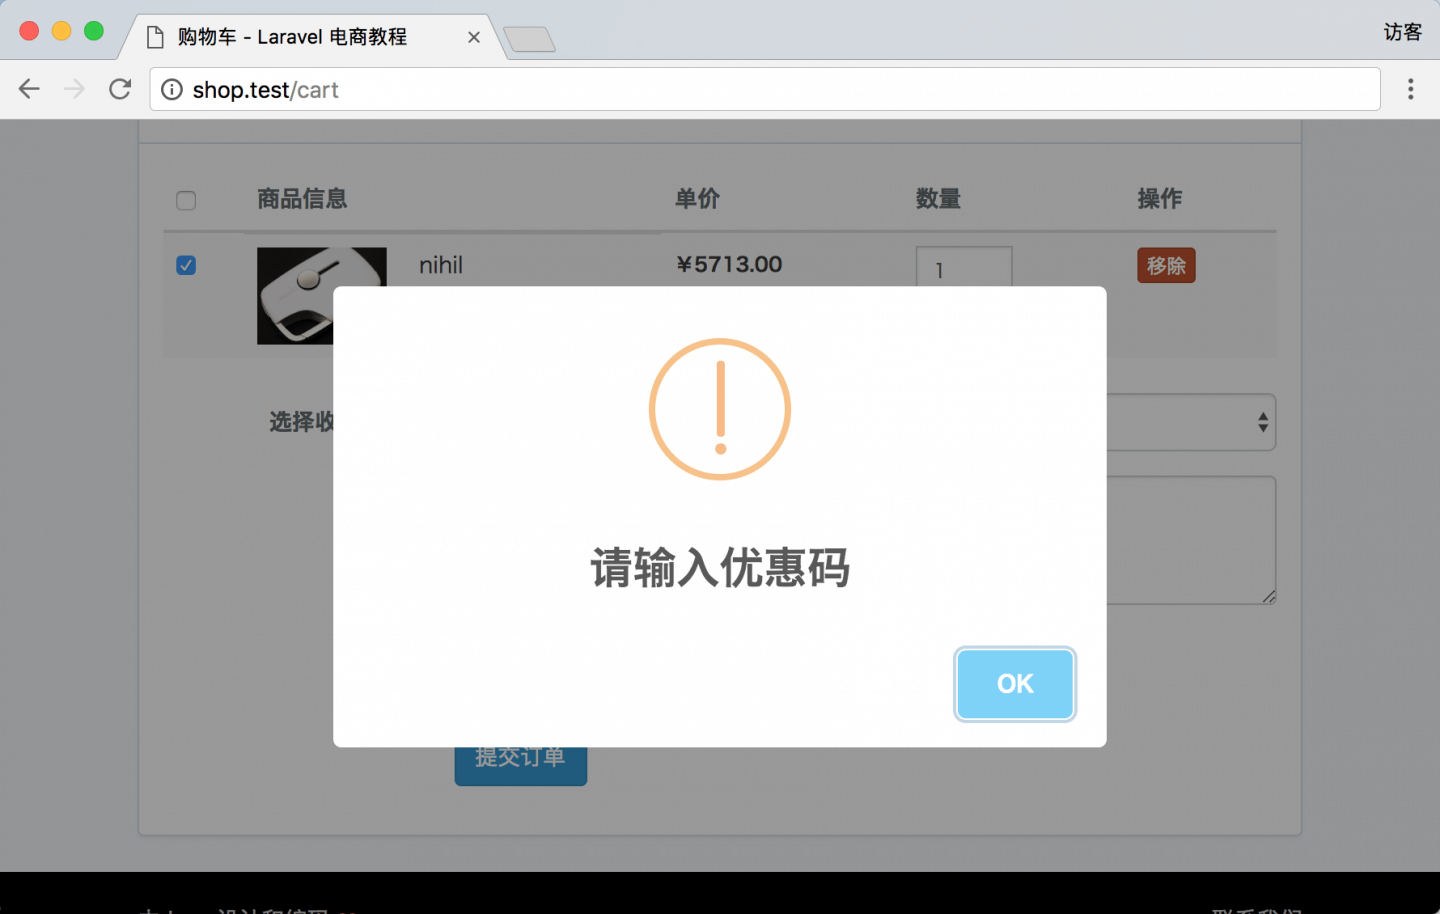 购物车 - Laravel 电商教程
访客
shop.test/cart
商品信息 单价 数量 操作
nihil ¥5713.00 1 移除
选择收
请输入优惠码
OK
提交订单